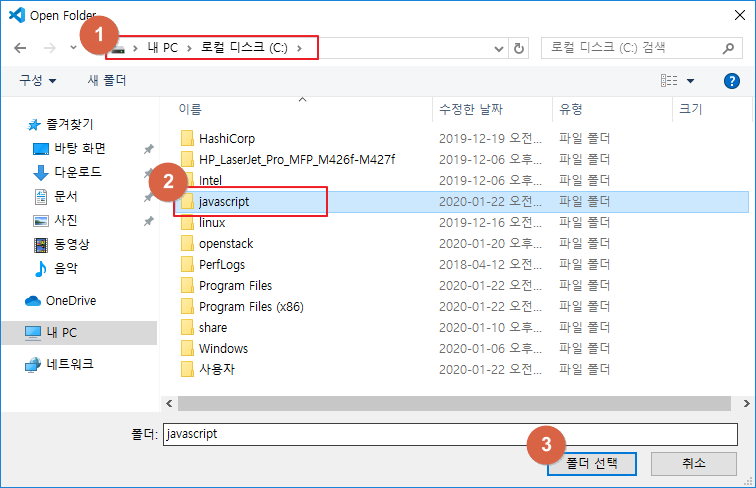 Open Folder
1
내 PC > 로컬 디스크 (C:) >
로컬 디스크 (C:) 검색
구성
새 폴더
이름 수정한 날짜 유형 크기
즐겨찾기
바탕 화면
다운로드
문서
사진
동영상
음악
OneDrive
내 PC
네트워크
HashiCorp 2019-12-19 오전... 파일 폴더
HP_LaserJet_Pro_MFP_M426f-M427f 2019-12-06 오후... 파일 폴더
2
Intel 2019-12-06 오후... 파일 폴더
javascript 2020-01-22 오전... 파일 폴더
linux 2019-12-16 오전... 파일 폴더
openstack 2020-01-20 오후... 파일 폴더
PerfLogs 2018-04-12 오전... 파일 폴더
Program Files 2020-01-22 오전... 파일 폴더
Program Files (x86) 2020-01-22 오전... 파일 폴더
share 2020-01-10 오후... 파일 폴더
Windows 2020-01-06 오후... 파일 폴더
사용자 2020-01-22 오전... 파일 폴더
폴더: javascript
3
폴더 선택
취소